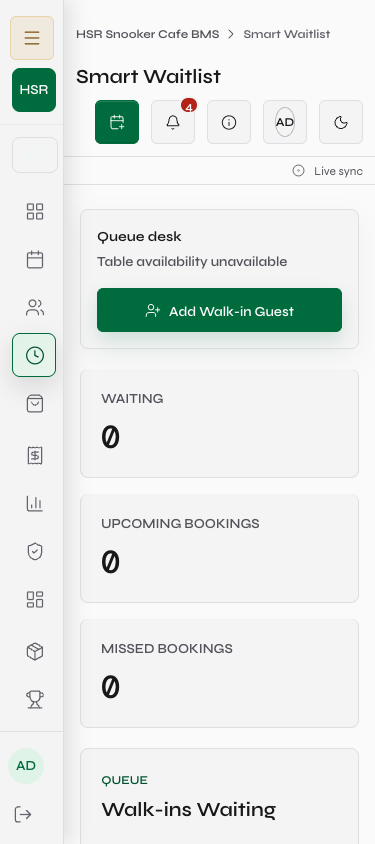 HSR
HSR Snooker Cafe BMS > Smart Waitlist
Smart Waitlist
4
AD
Live sync
Queue desk
Table availability unavailable
Add Walk-in Guest
WAITING
0
UPCOMING BOOKINGS
0
MISSED BOOKINGS
0
QUEUE
Walk-ins Waiting
AD